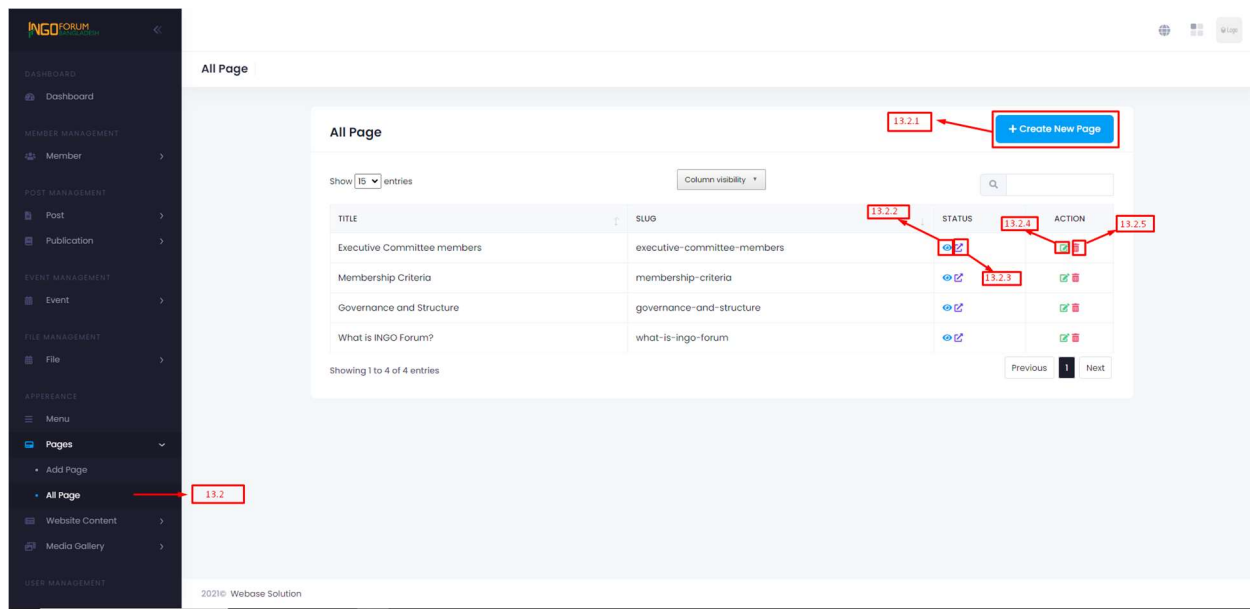 INGO FORUM
BANGLADESH
Logo
DASHBOARD
Dashboard
MEMBER MANAGEMENT
Member
POST MANAGEMENT
Post
Publication
EVENT MANAGEMENT
Event
FILE MANAGEMENT
File
APPEREANCE
Menu
Pages
Add Page
All Page
Website Content
Media Gallery
USER MANAGEMENT
13.2
All Page
All Page
13.2.1
+ Create New Page
Show 15 entries
Column visibility
TITLE SLUG STATUS ACTION
13.2.2
13.2.4
13.2.5
Executive Committee members executive-committee-members
13.2.3
Membership Criteria membership-criteria
Governance and Structure governance-and-structure
What is INGO Forum? what-is-ingo-forum
Showing 1 to 4 of 4 entries
Previous 1 Next
2021© Webase Solution